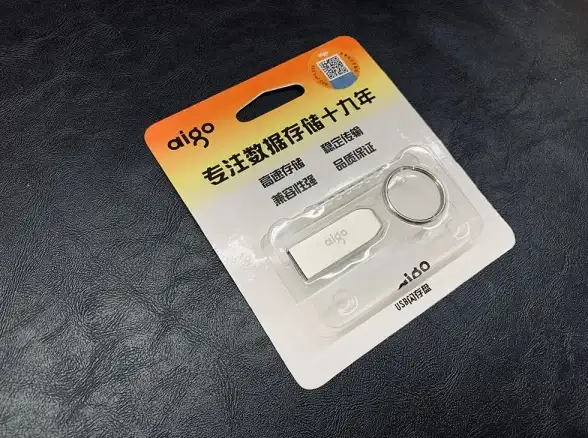 aigo
专注数据存储十九年
高速存储 稳定传输
兼容性强 品质保证
aigo
aigo
USB闪存盘